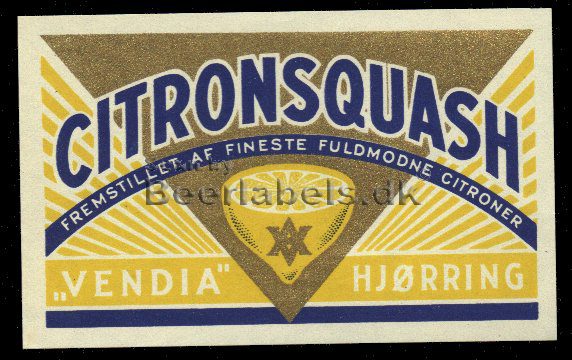 CITRONSQUASH
FREMSTILLET AF FINESTE FULDMODNE CITRONER
Beerlabels.dk
„VENDIA" HJØRRING